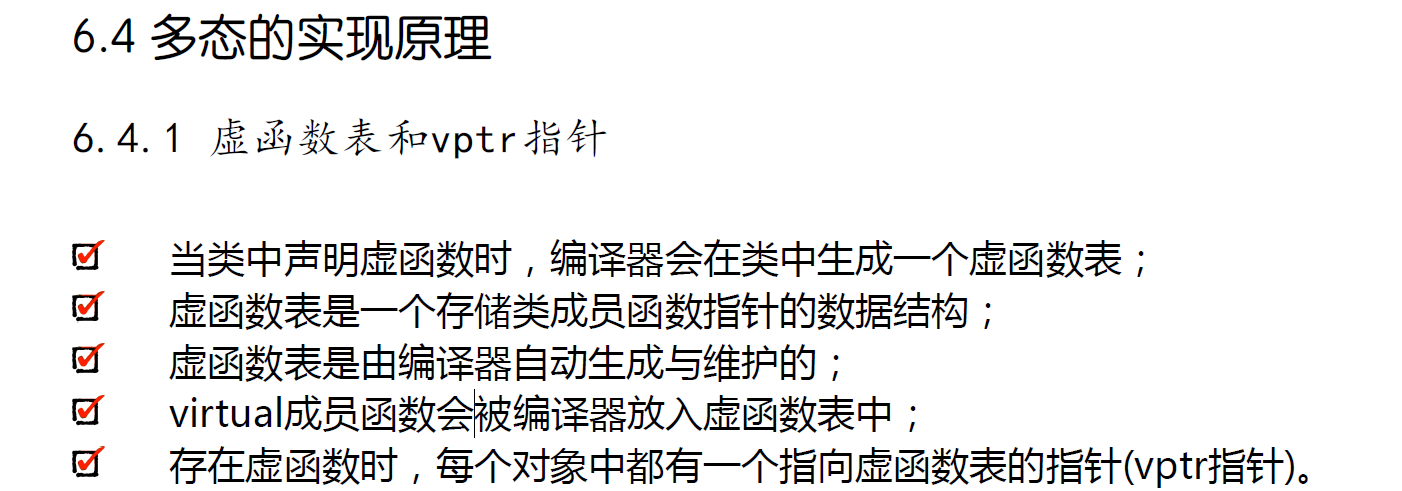 6.4 多态的实现原理
6.4.1 虚函数表和vptr指针
当类中声明虚函数时，编译器会在类中生成一个虚函数表；
虚函数表是一个存储类成员函数指针的数据结构；
虚函数表是由编译器自动生成与维护的；
virtual成员函数会被编译器放入虚函数表中；
存在虚函数时，每个对象中都有一个指向虚函数表的指针(vptr指针)。